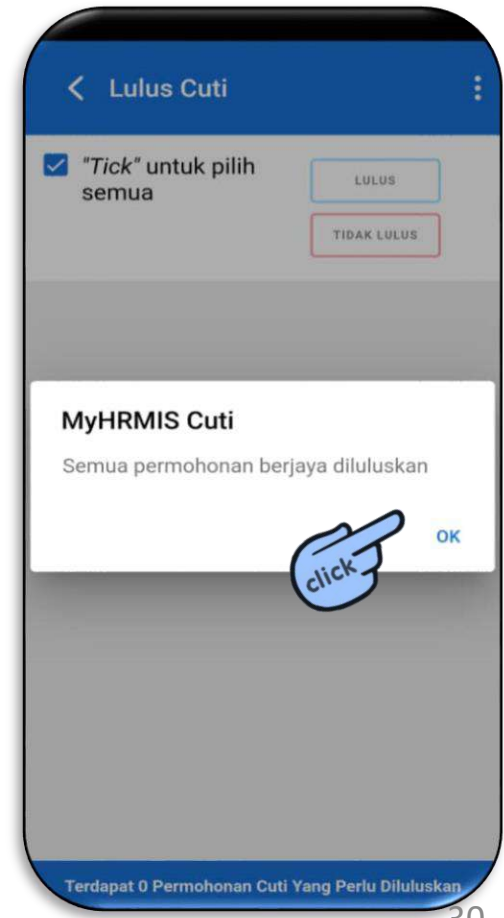 Lulus Cuti
"Tick" untuk pilih
semua
LULUS
TIDAK LULUS
MyHRMIS Cuti
Semua permohonan berjaya diluluskan
OK
click
Terdapat 0 Permohonan Cuti Yang Perlu Diluluskan